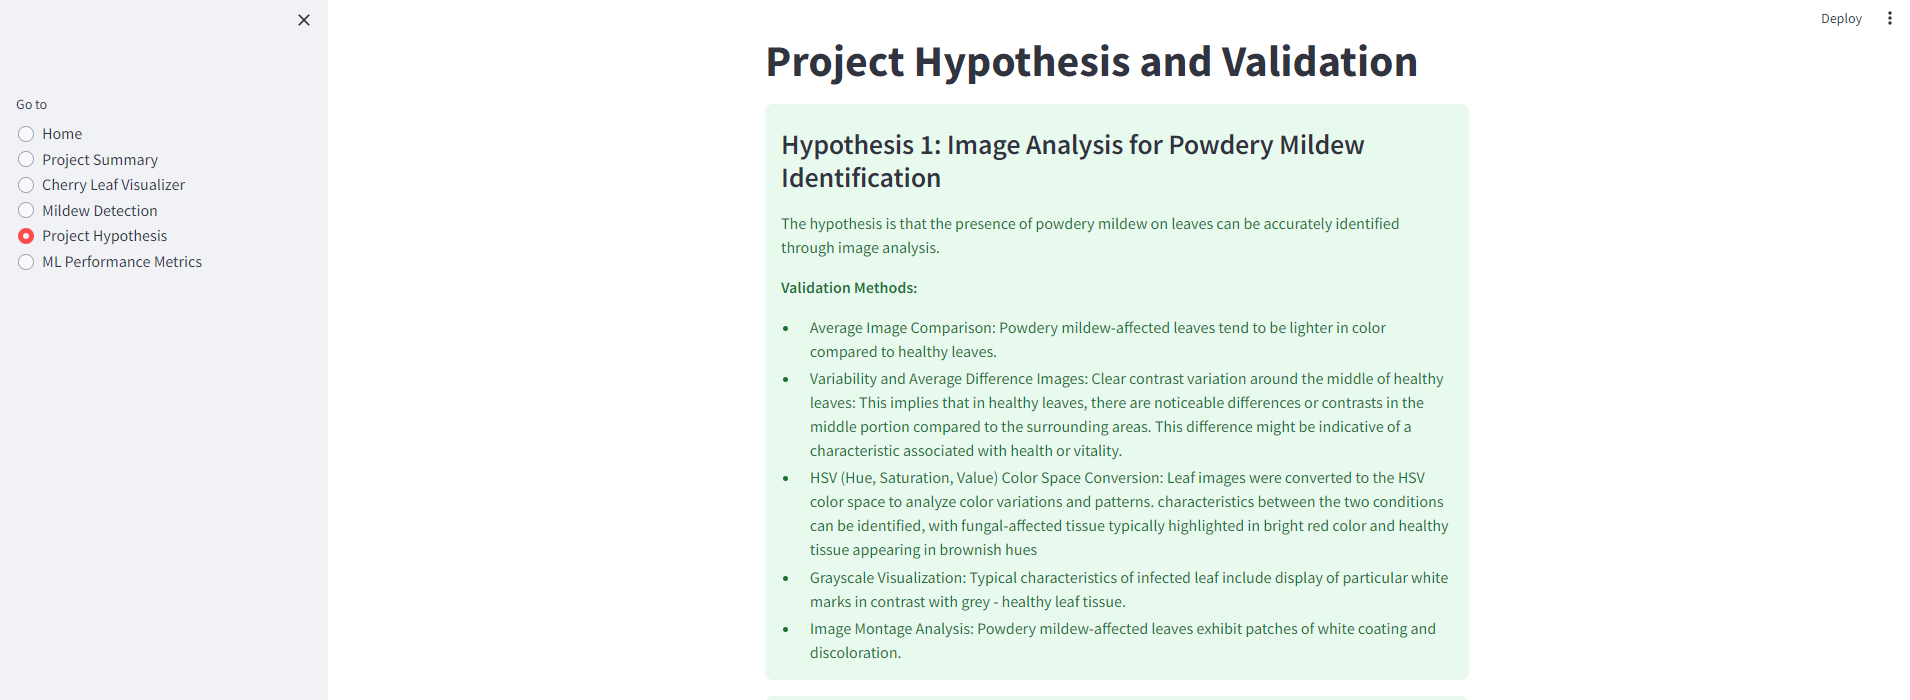 Go to
Home
Project Summary
Cherry Leaf Visualizer
Mildew Detection
Project Hypothesis
ML Performance Metrics
Deploy
Project Hypothesis and Validation
Hypothesis 1: Image Analysis for Powdery Mildew
Identification
The hypothesis is that the presence of powdery mildew on leaves can be accurately identified
through image analysis.
Validation Methods:
• Average Image Comparison: Powdery mildew-affected leaves tend to be lighter in color
compared to healthy leaves.
• Variability and Average Difference Images: Clear contrast variation around the middle of healthy
leaves: This implies that in healthy leaves, there are noticeable differences or contrasts in the
middle portion compared to the surrounding areas. This difference might be indicative of a
characteristic associated with health or vitality.
• HSV (Hue, Saturation, Value) Color Space Conversion: Leaf images were converted to the HSV
color space to analyze color variations and patterns. characteristics between the two conditions
can be identified, with fungal-affected tissue typically highlighted in bright red color and healthy
tissue appearing in brownish hues
• Grayscale Visualization: Typical characteristics of infected leaf include display of particular white
marks in contrast with grey - healthy leaf tissue.
• Image Montage Analysis: Powdery mildew-affected leaves exhibit patches of white coating and
discoloration.